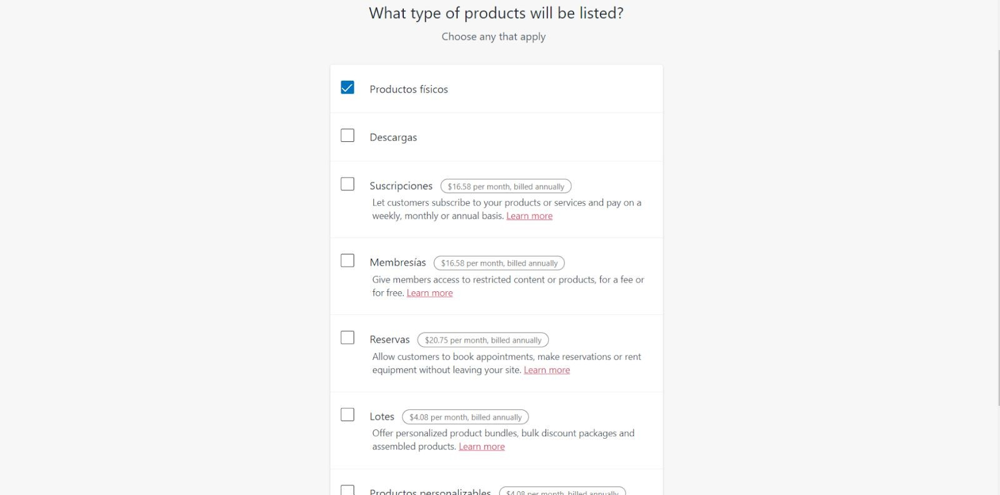 What type of products will be listed?
Choose any that apply
Productos físicos
Descargas
Suscripciones $16.58 per month, billed annually
Let customers subscribe to your products or services and pay on a
weekly, monthly or annual basis. Learn more
Membresías $16.58 per month, billed annually
Give members access to restricted content or products, for a fee or
for free. Learn more
Reservas $20.75 per month, billed annually
Allow customers to book appointments, make reservations or rent
equipment without leaving your site. Learn more
Lotes $4.08 per month, billed annually
Offer personalized product bundles, bulk discount packages and
assembled products. Learn more
Productos personalizables $4.08 per month, billed annually